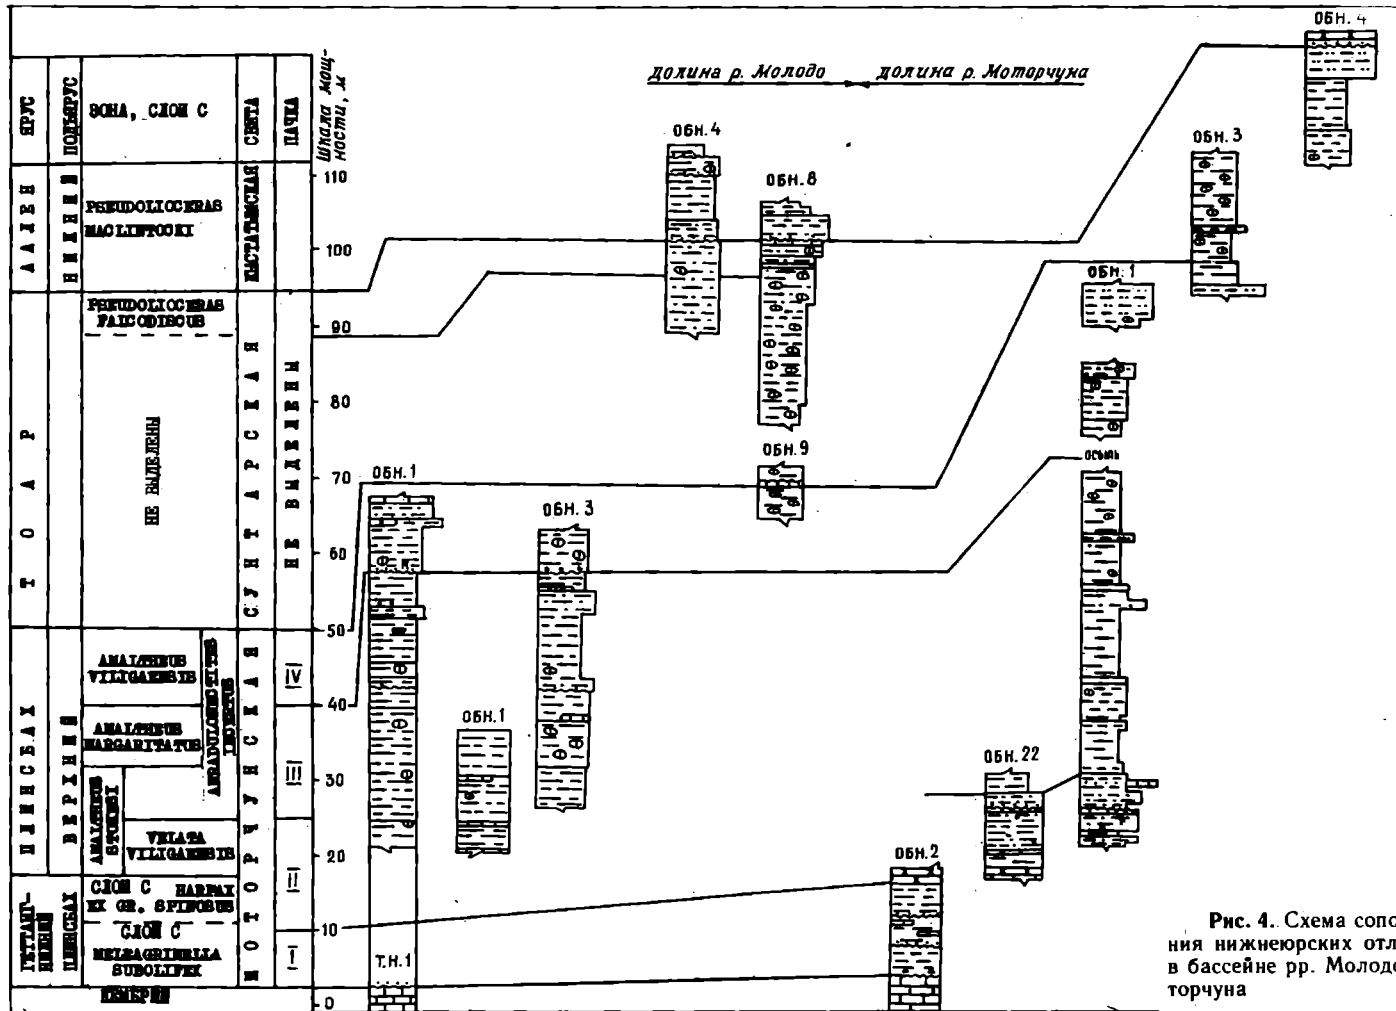 ЯРУС
ПОДЪЯРУС
ЗОНА, СЛОИ С
СВИТА
ПАЧКА
Шкала мощ-
ности, м
ААЛЕН
НИЖНИЙ
PSEUDOLIOCERAS
MACLINTOCKI
КЫСТАТЫМСКАЯ
ТОАР
PSEUDOLIOCERAS
FALCODISCUS
НЕ ВЫДЕЛЕНЫ
СУНТАРСКАЯ
НЕ ВЫДЕЛЕНЫ
ПЛИНСБАХ
ВЕРХНИЙ
AMALTHEUS
VILIGAENSIS
AMALTHEUS
MARGARITATUS
AMALTHEUS
STOKESI
VELATA
VILIGAENSIS
ANRADULONECTITES
INCERTUS
МОТОРЧУНСКАЯ
IV
III
II
I
ГЕТТАНГ-
НИЖНИЙ
ПЛИНСБАХ
СЛОИ С HARPAX
EX GR. SPINOSUS
СЛОИ С
MELEAGRINELLA
SUBOLIFEX
КЕМБРИЙ
110
100
90
80
70
60
50
40
30
20
10
0
долина р. Молодо
долина р. Моторчуна
ОБН. 1
Т.Н.1
ОБН.1
ОБН. 3
ОБН.4
ОБН.8
ОБН.9
ОБН.2
ОБН.22
ОБН.1
осыпь
ОБН.3
ОБН. 4
Рис. 4. Схема сопо
ния нижнеюрских отл
в бассейне рр. Молодо
торчуна